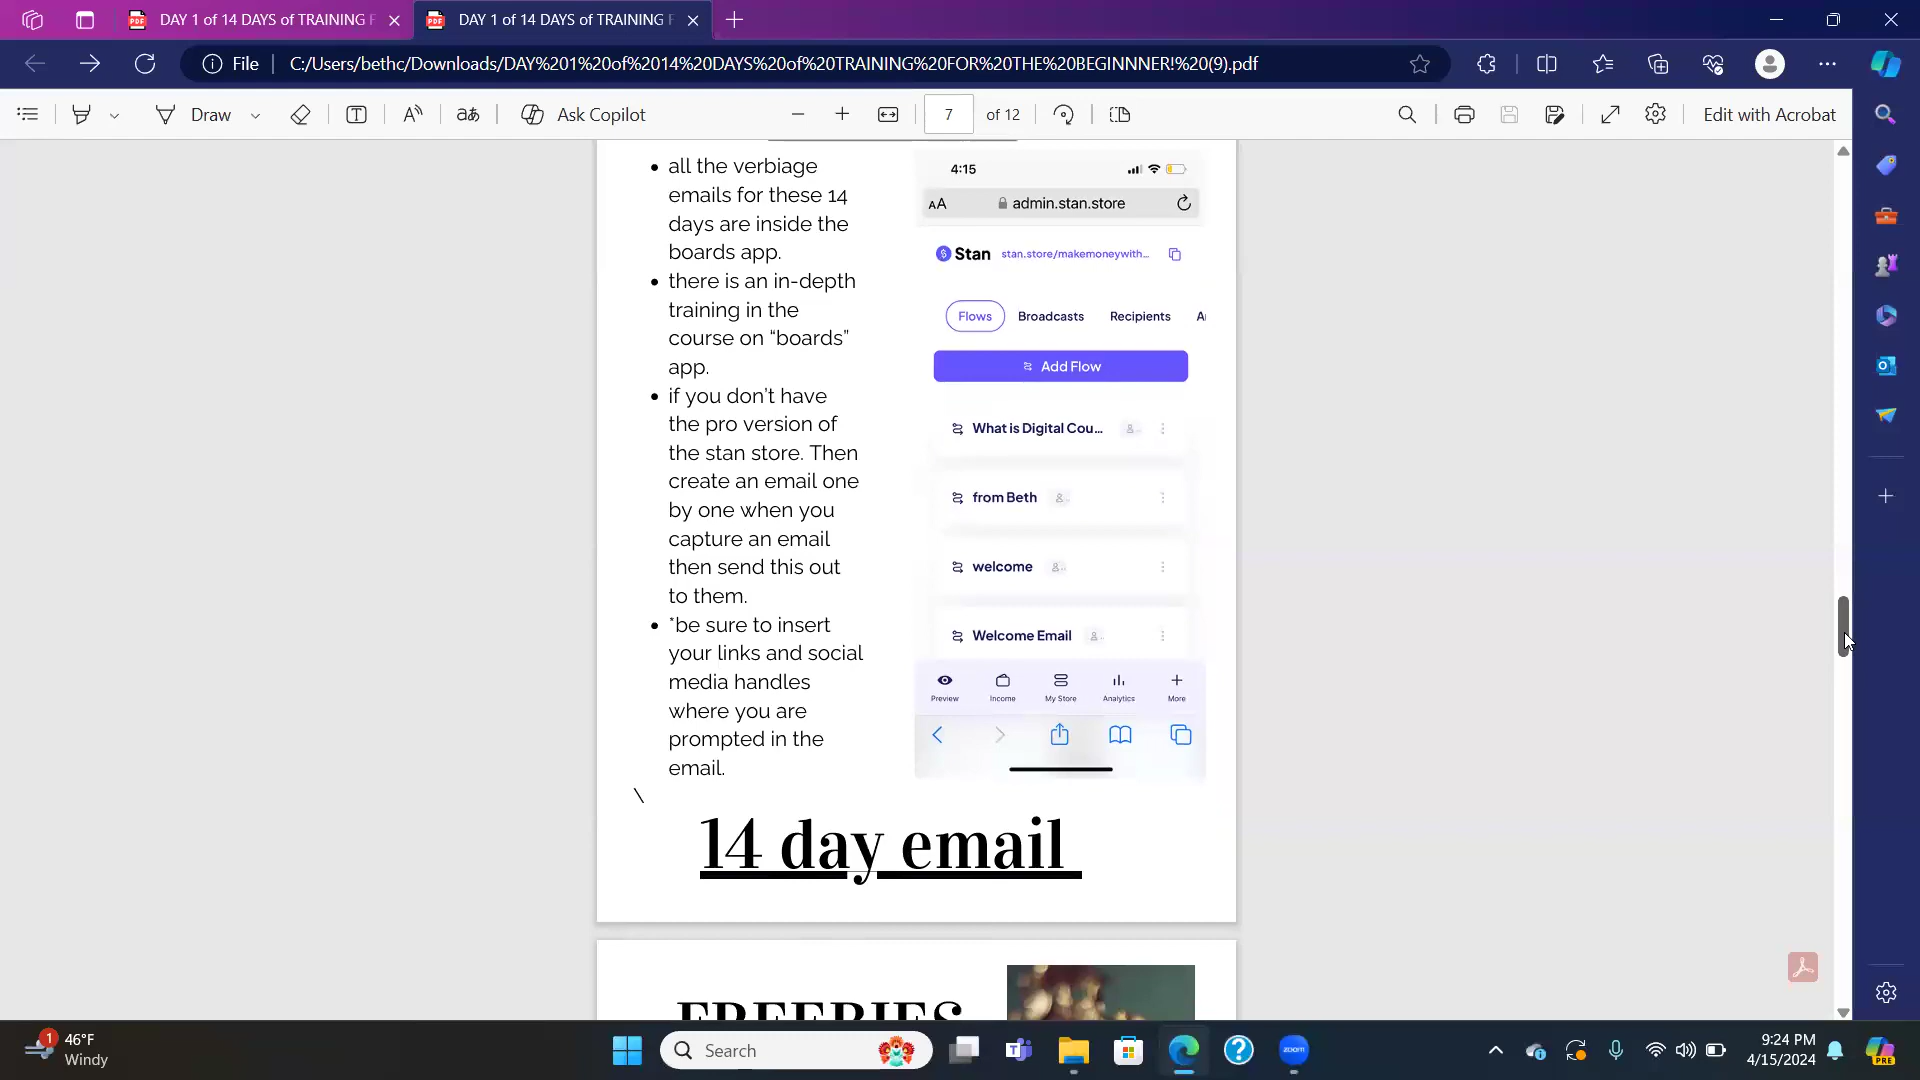 DAY 1 of 14 DAYS of TRAINING F
DAY 1 of 14 DAYS of TRAINING F
File
C:/Users/bethc/Downloads/DAY%201%20of%2014%20DAYS%20of%20TRAINING%20FOR%20THE%20BEGINNNER!%20(9).pdf
Draw
aあ
Ask Copilot
7 of 12
Edit with Acrobat
all the verbiage
emails for these 14
days are inside the
boards app.
there is an in-depth
training in the
course on “boards”
app.
if you don't have
the pro version of
the stan store. Then
create an email one
by one when you
capture an email
then send this out
to them.
*be sure to insert
your links and social
media handles
where you are
prompted in the
email.
\
4:15
AA admin.stan.store
Stan stan.store/makemoneywith...
Flows Broadcasts Recipients
Add Flow
What is Digital Cou...
from Beth
welcome
Welcome Email
Preview Income My Store Analytics More
14 day email
FREEBIES
1
46°F
Windy
Search
zoom
9:24 PM
4/15/2024
PRE